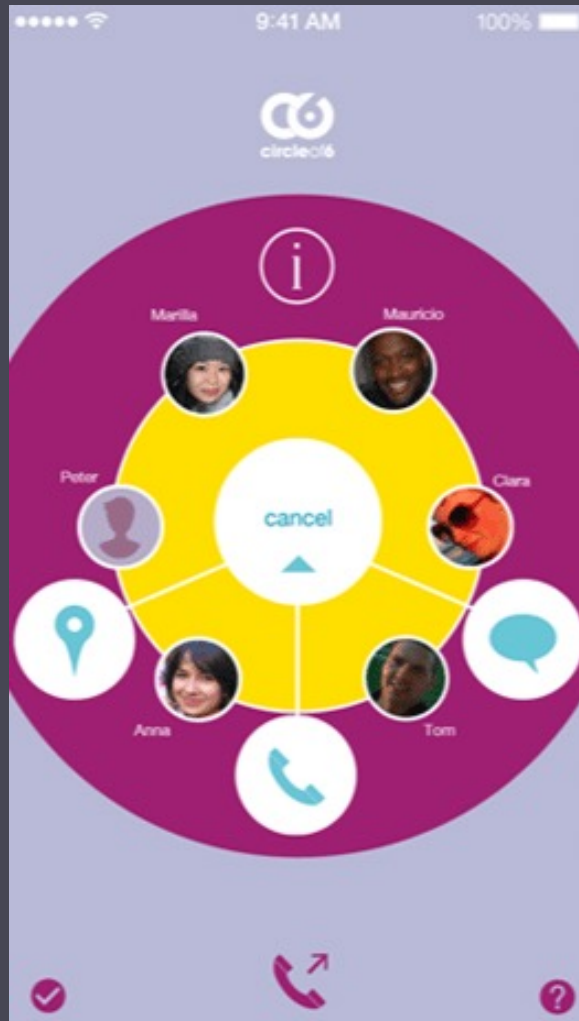 9:41 AM
100%
circleof6
i
Marilla
Mauricio
Peter
Clara
cancel
Anna
Tom
?